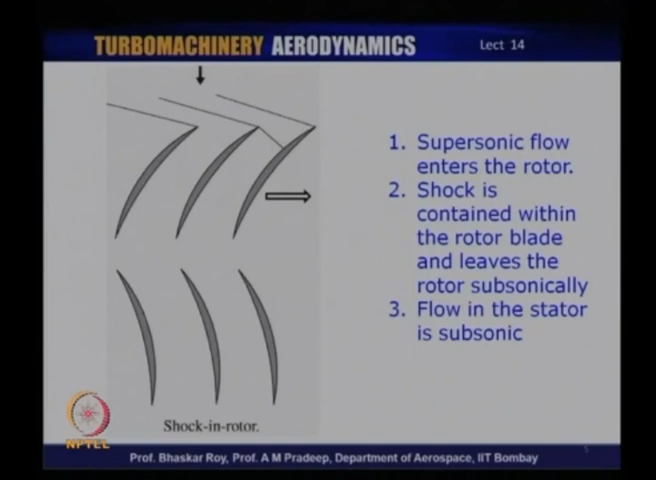 TURBOMACHINERY AERODYNAMICS
Lect 14
1. Supersonic flow
enters the rotor.
2. Shock is
contained within
the rotor blade
and leaves the
rotor subsonically
3. Flow in the stator
is subsonic
Shock-in-rotor.
NPTEL
Prof. Bhaskar Roy, Prof. A M Pradeep, Department of Aerospace, IIT Bombay
5